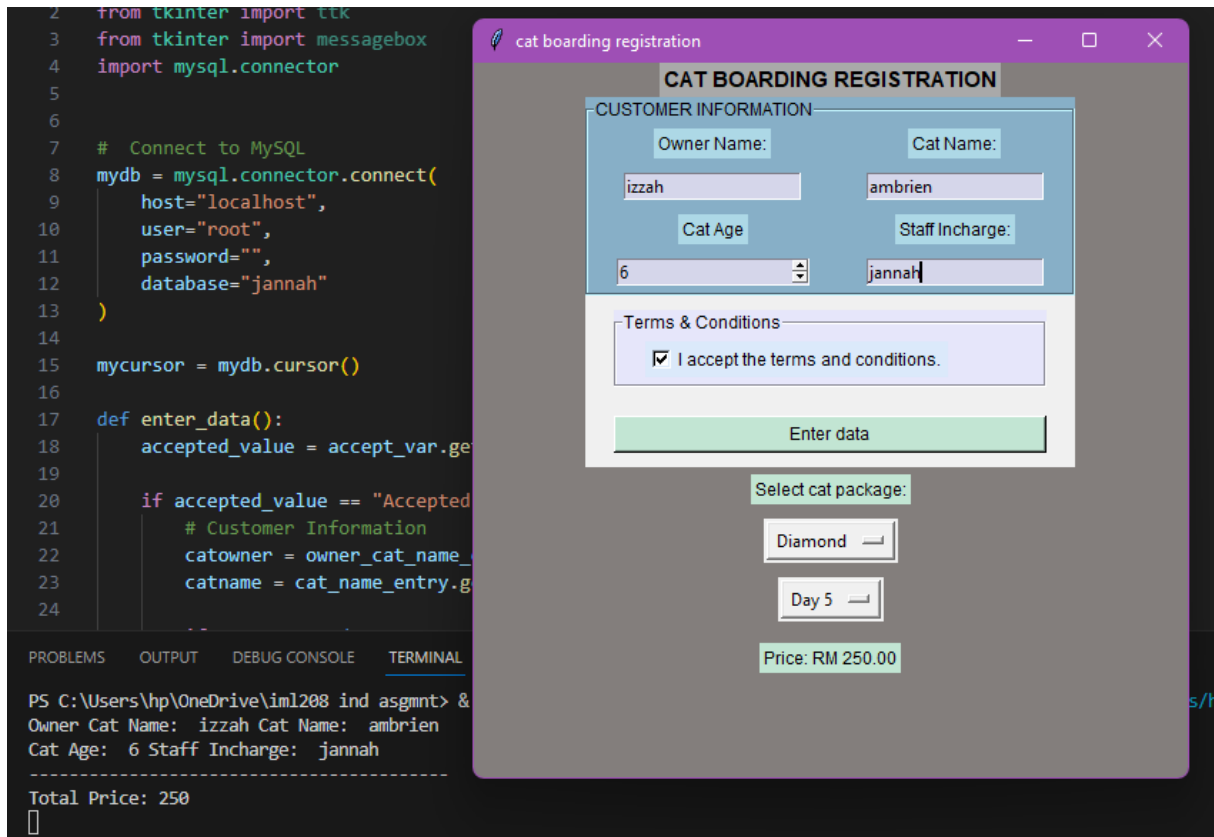 2 from tkinter import ttk
3 from tkinter import messagebox
4 import mysql.connector
5
6
7 # Connect to MySQL
8 mydb = mysql.connector.connect(
9 host="localhost",
10 user="root",
11 password="",
12 database="jannah"
13 )
14
15 mycursor = mydb.cursor()
16
17 def enter_data():
18 accepted_value = accept_var.ge
19
20 if accepted_value == "Accepted
21 # Customer Information
22 catowner = owner_cat_name_
23 catname = cat_name_entry.g
24
cat boarding registration
CAT BOARDING REGISTRATION
CUSTOMER INFORMATION
Owner Name: Cat Name:
izzah ambrien
Cat Age Staff Incharge:
6 jannah
Terms & Conditions
I accept the terms and conditions.
Enter data
Select cat package:
Diamond
Day 5
Price: RM 250.00
PROBLEMS OUTPUT DEBUG CONSOLE TERMINAL
PS C:\Users\hp\OneDrive\iml208 ind asgmnt> & s/h
Owner Cat Name: izzah Cat Name: ambrien
Cat Age: 6 Staff Incharge: jannah
------------------------------------------
Total Price: 250